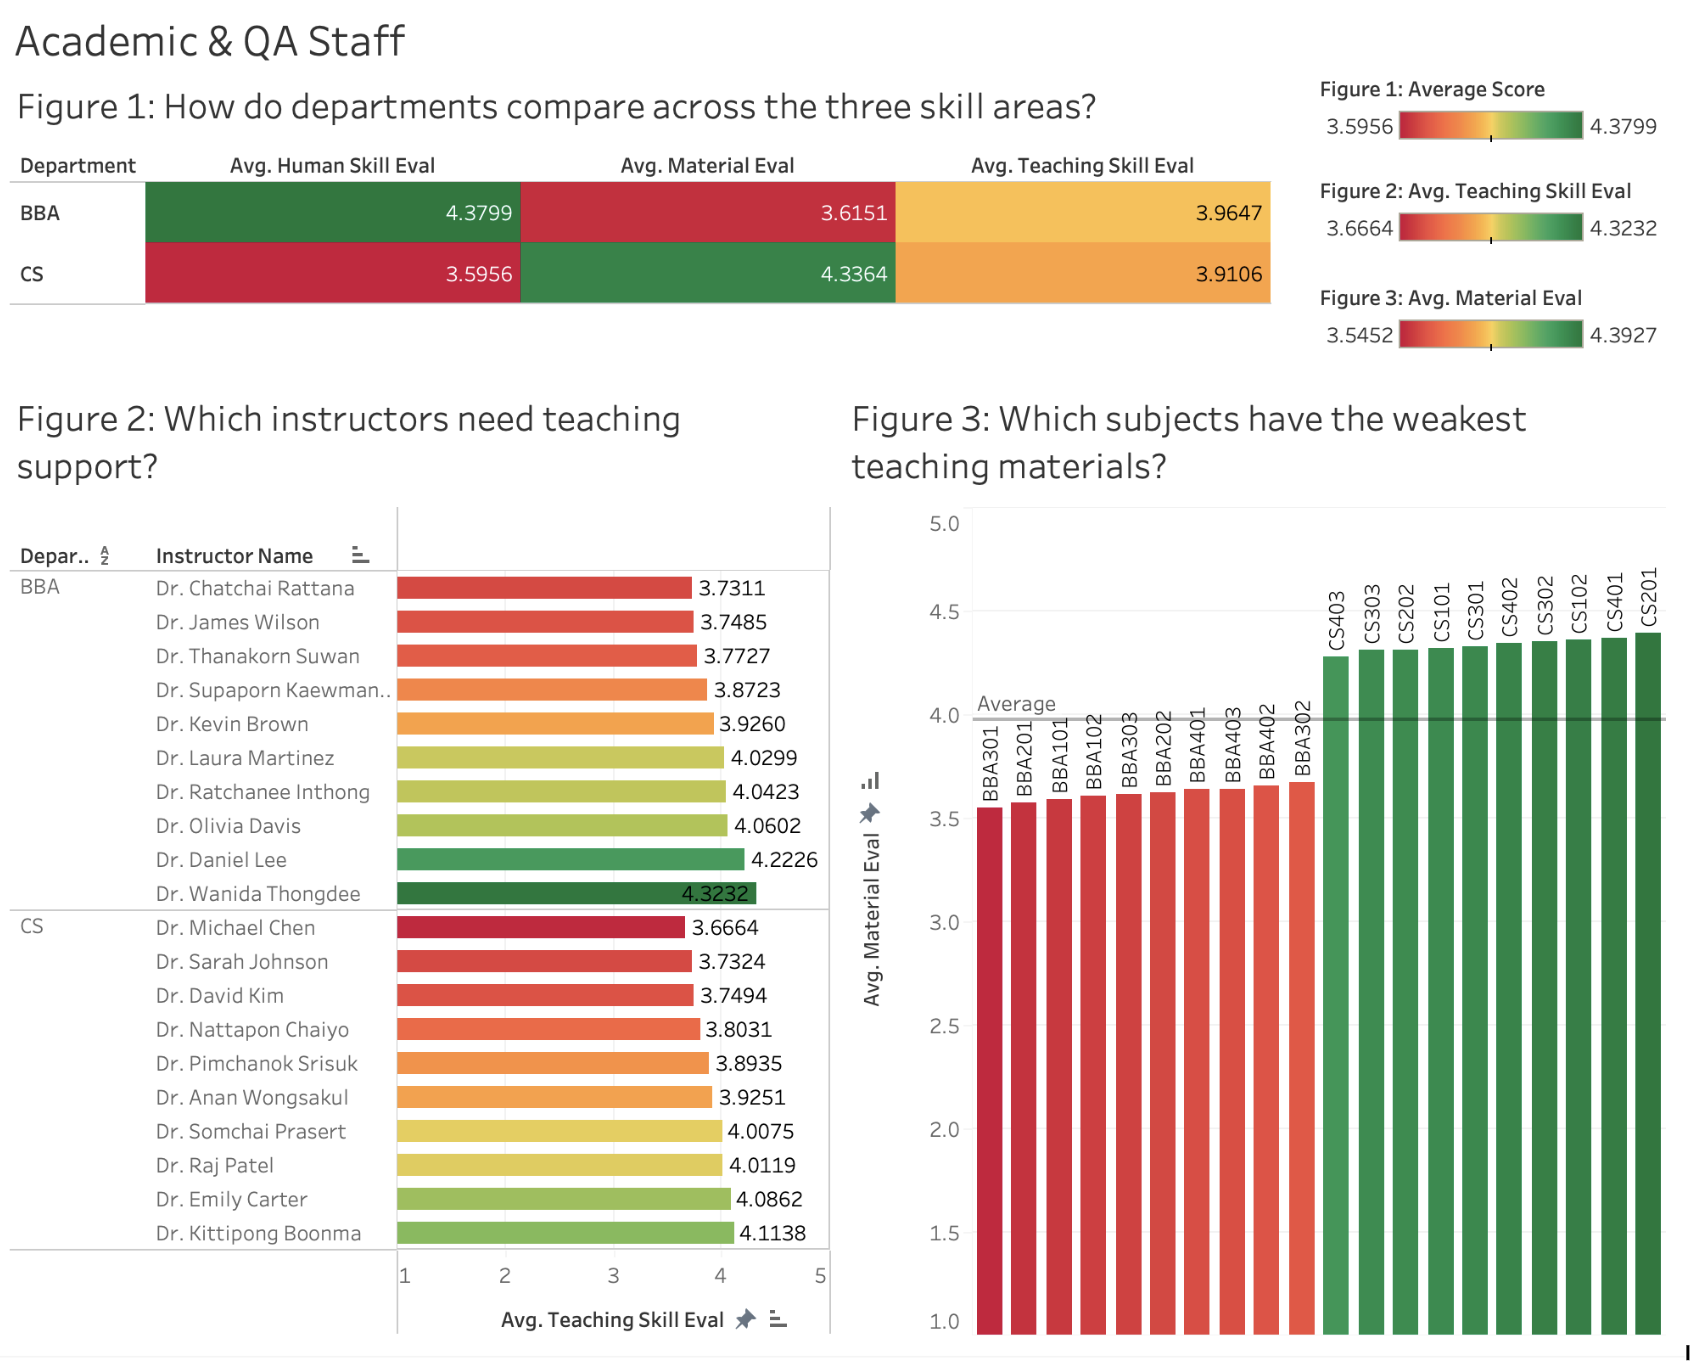 Academic & QA Staff
Figure 1: How do departments compare across the three skill areas?
Department Avg. Human Skill Eval Avg. Material Eval Avg. Teaching Skill Eval
BBA 4.3799 3.6151 3.9647
CS 3.5956 4.3364 3.9106
Figure 1: Average Score
3.5956 4.3799
Figure 2: Avg. Teaching Skill Eval
3.6664 4.3232
Figure 3: Avg. Material Eval
3.5452 4.3927
Figure 2: Which instructors need teaching
support?
Depar.. Instructor Name
BBA Dr. Chatchai Rattana 3.7311
Dr. James Wilson 3.7485
Dr. Thanakorn Suwan 3.7727
Dr. Supaporn Kaewman.. 3.8723
Dr. Kevin Brown 3.9260
Dr. Laura Martinez 4.0299
Dr. Ratchanee Inthong 4.0423
Dr. Olivia Davis 4.0602
Dr. Daniel Lee 4.2226
Dr. Wanida Thongdee 4.3232
CS Dr. Michael Chen 3.6664
Dr. Sarah Johnson 3.7324
Dr. David Kim 3.7494
Dr. Nattapon Chaiyo 3.8031
Dr. Pimchanok Srisuk 3.8935
Dr. Anan Wongsakul 3.9251
Dr. Somchai Prasert 4.0075
Dr. Raj Patel 4.0119
Dr. Emily Carter 4.0862
Dr. Kittipong Boonma 4.1138
1 2 3 4 5
Avg. Teaching Skill Eval
Figure 3: Which subjects have the weakest
teaching materials?
Avg. Material Eval
5.0
4.5
4.0
3.5
3.0
2.5
2.0
1.5
1.0
Average
BBA301
BBA201
BBA101
BBA102
BBA303
BBA202
BBA401
BBA403
BBA402
BBA302
CS403
CS303
CS202
CS101
CS301
CS402
CS302
CS102
CS401
CS201